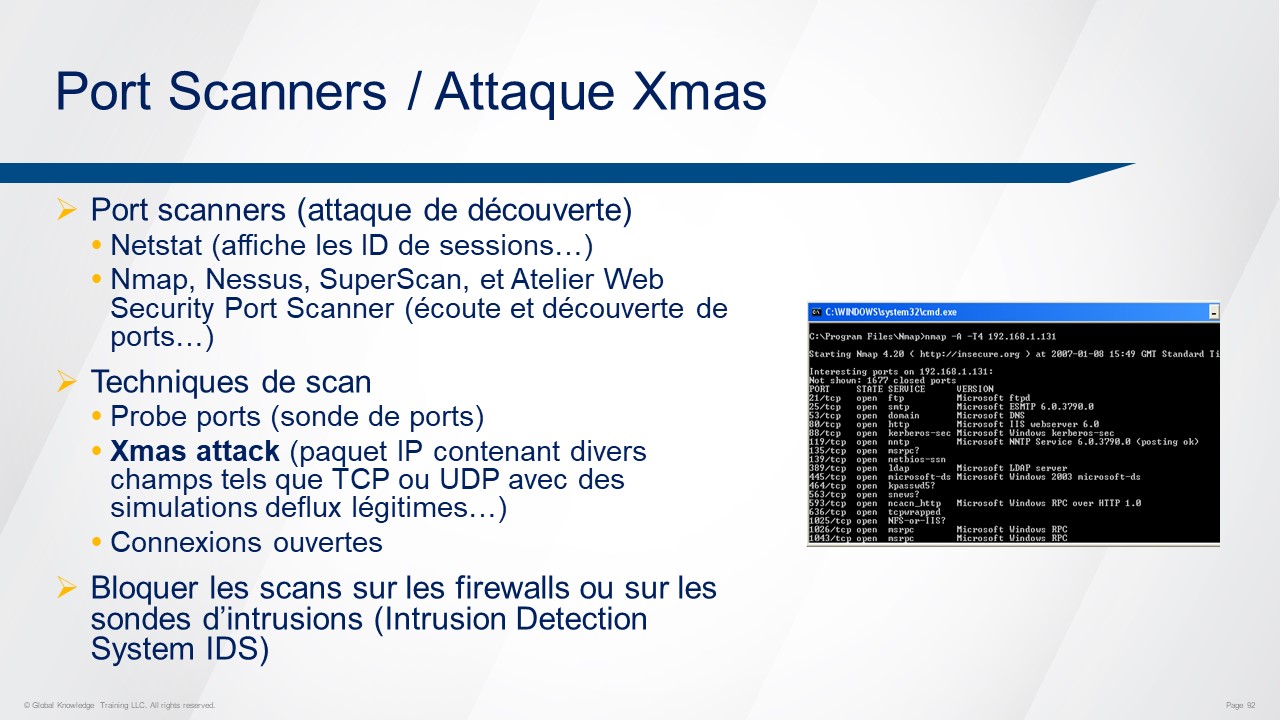 Port Scanners / Attaque Xmas
Port scanners (attaque de découverte)
Netstat (affiche les ID de sessions…)
Nmap, Nessus, SuperScan, et Atelier Web
Security Port Scanner (écoute et découverte de
ports…)
Techniques de scan
Probe ports (sonde de ports)
Xmas attack (paquet IP contenant divers
champs tels que TCP ou UDP avec des
simulations deflux légitimes…)
Connexions ouvertes
Bloquer les scans sur les firewalls ou sur les
sondes d’intrusions (Intrusion Detection
System IDS)
C:\WINDOWS\system32\cmd.exe
C:\Program Files\Nmap>nmap -A -T4 192.168.1.131
Starting Nmap 4.20 ( http://insecure.org ) at 2007-01-08 15:49 GMT Standard Ti
Interesting ports on 192.168.1.131:
Not shown: 1677 closed ports
PORT STATE SERVICE VERSION
21/tcp open ftp Microsoft ftpd
25/tcp open smtp Microsoft ESMTP 6.0.3790.0
53/tcp open domain Microsoft DNS
80/tcp open http Microsoft IIS webserver 6.0
88/tcp open kerberos-sec Microsoft Windows kerberos-sec
119/tcp open nntp Microsoft NNTP Service 6.0.3790.0 (posting ok)
135/tcp open msrpc?
139/tcp open netbios-ssn
389/tcp open ldap Microsoft LDAP server
445/tcp open microsoft-ds Microsoft Windows 2003 microsoft-ds
464/tcp open kpasswd5?
563/tcp open snews?
593/tcp open ncacn_http Microsoft Windows RPC over HTTP 1.0
636/tcp open tcpwrapped
1025/tcp open NFS-or-IIS?
1026/tcp open msrpc Microsoft Windows RPC
1043/tcp open msrpc Microsoft Windows RPC
© Global Knowledge Training LLC. All rights reserved.
Page 92